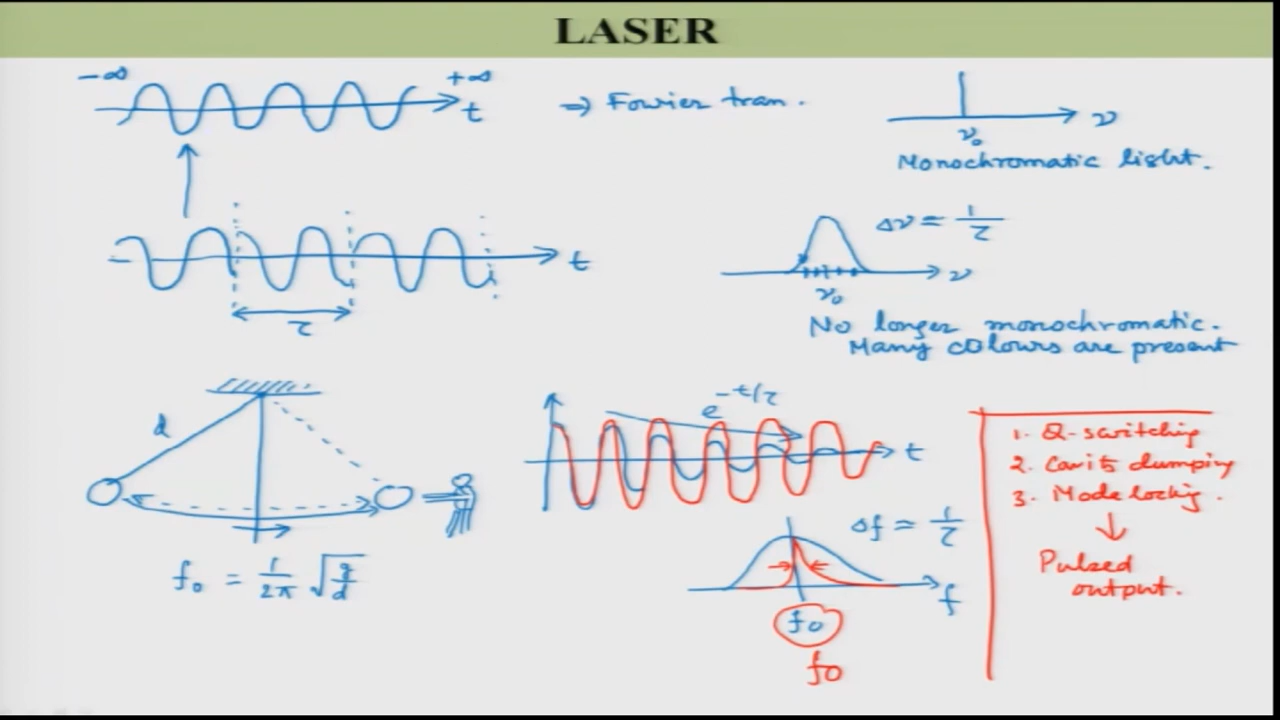 LASER
-∞ +∞
t
⇒ Fourier tran.
ν
ν₀
Monochromatic light.
t
τ
Δν = 1/τ
ν
ν₀
No longer monochromatic.
Many colours are present
d
f₀ = 1/2π √g/d
e^-t/τ
t
Δf = 1/τ
f
f₀
f₀
1. Q-switching
2. Cavity dumping
3. Mode locking.
↓
Pulsed
output.